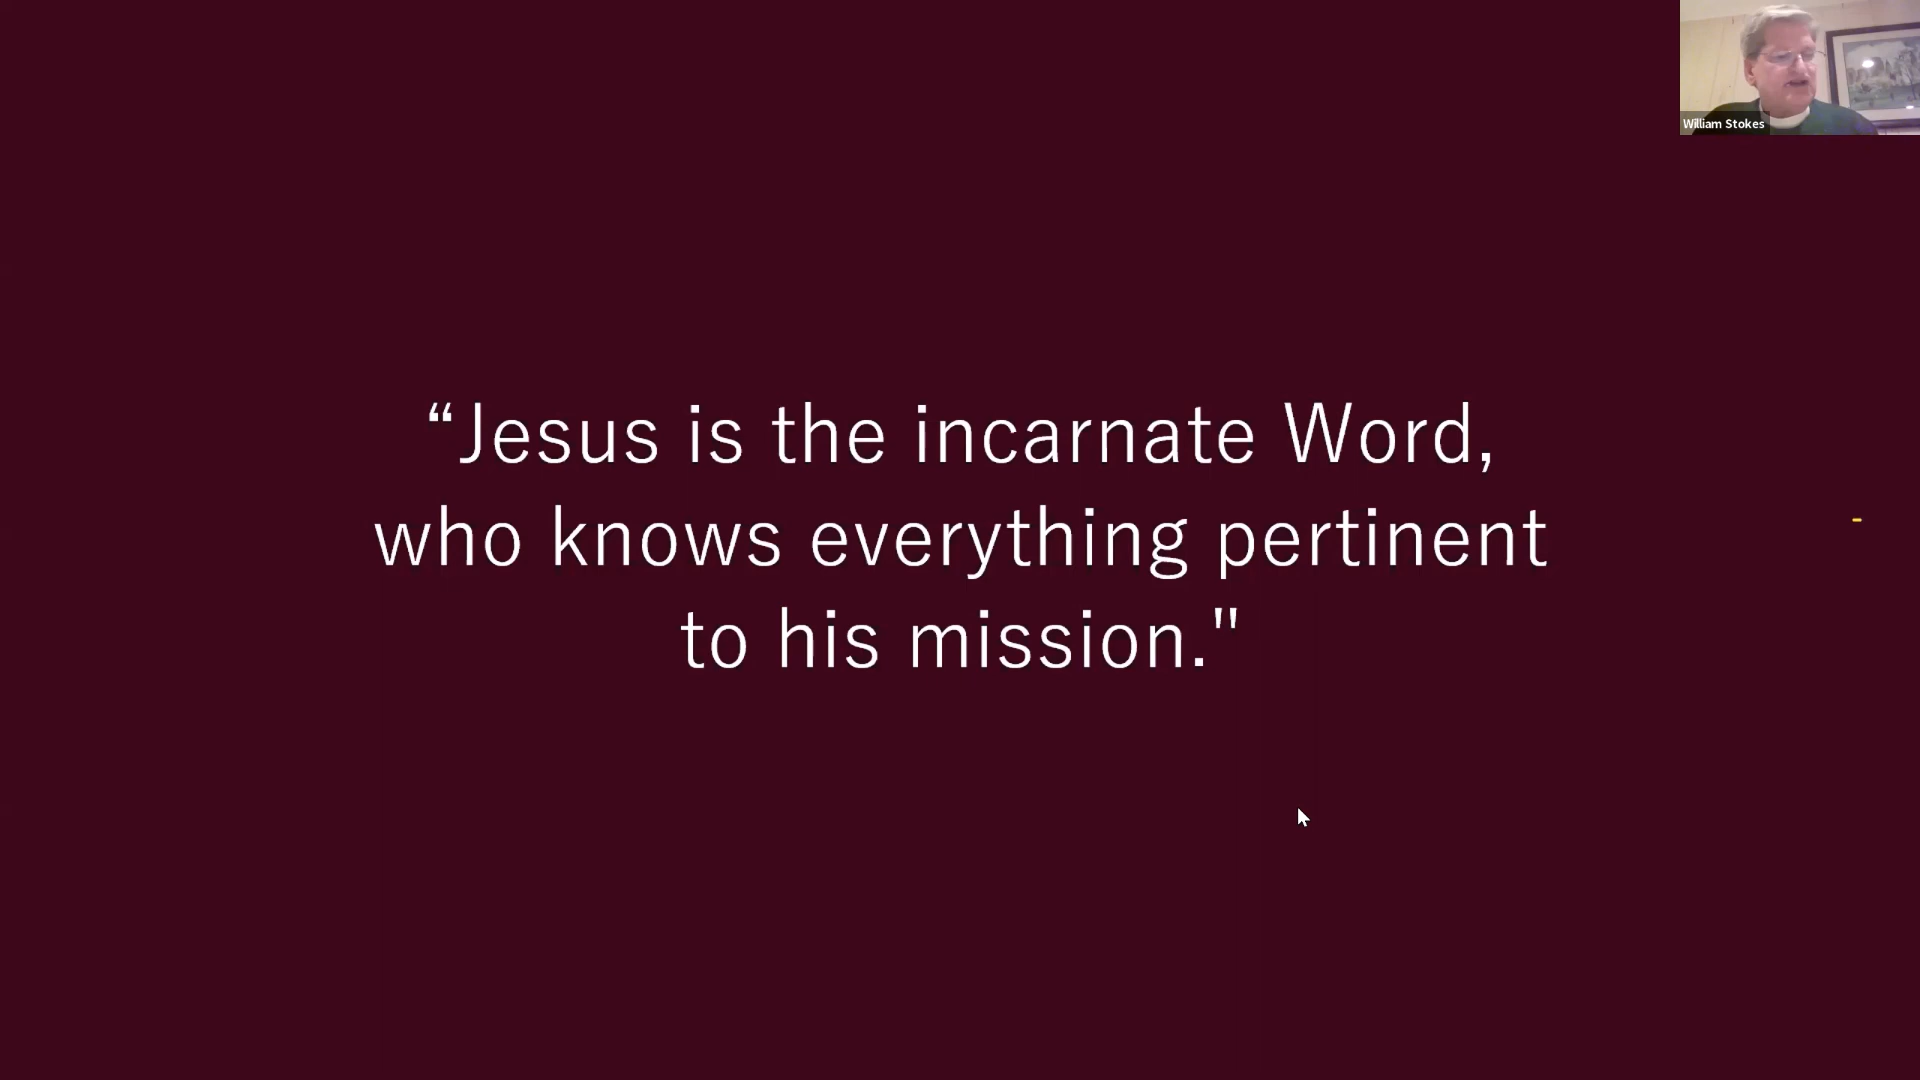 William Stokes
“Jesus is the incarnate Word,
who knows everything pertinent
to his mission."